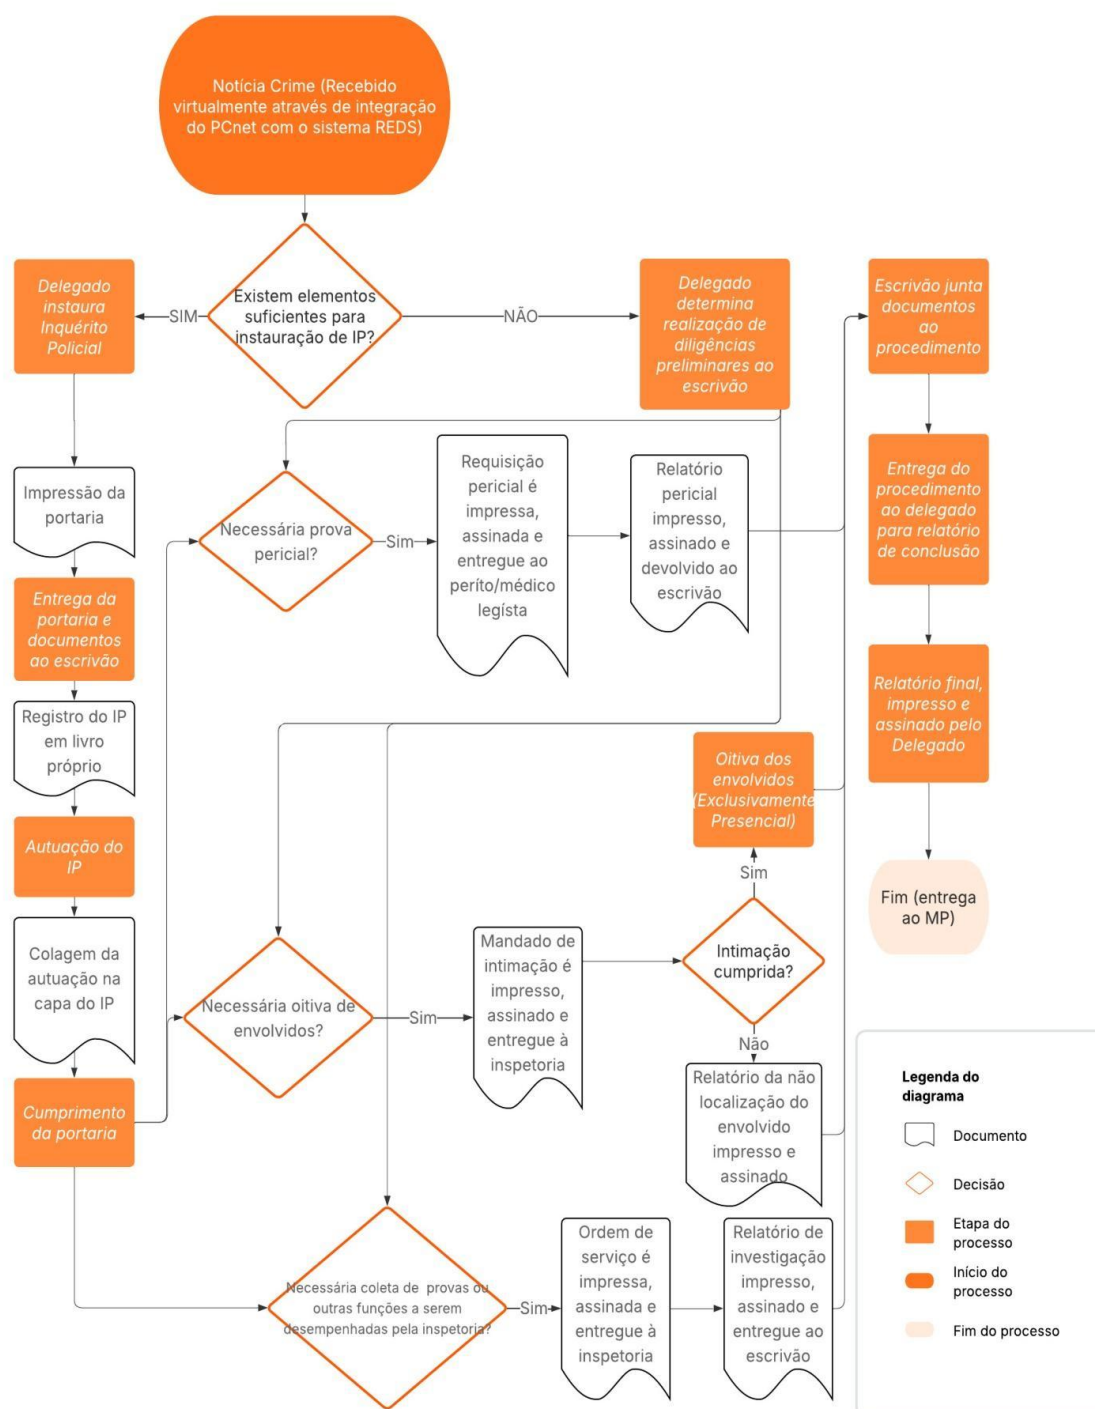 Notícia Crime (Recebido
virtualmente através de integração
do PCnet com o sistema REDS)
Existem elementos
suficientes para
instauração de IP?
SIM
NÃO
Delegado
instaura
Inquérito
Policial
Impressão da
portaria
Entrega da
portaria e
documentos
ao escrivão
Registro do IP
em livro
próprio
Autuação do
IP
Colagem da
autuação na
capa do IP
Cumprimento
da portaria
Delegado
determina
realização de
diligências
preliminares ao
escrivão
Necessária prova
pericial?
Sim
Requisição
pericial é
impressa,
assinada e
entregue ao
períto/médico
legísta
Relatório
pericial
impresso,
assinado e
devolvido ao
escrivão
Necessária oitiva de
envolvidos?
Sim
Mandado de
intimação é
impresso,
assinado e
entregue à
inspetoria
Intimação
cumprida?
Sim
Oitiva dos
envolvidos
(Exclusivamente
Presencial)
Não
Relatório da não
localização do
envolvido
impresso e
assinado
Necessária coleta de provas ou
outras funções a serem
desempenhadas pela inspetoria?
Sim
Ordem de
serviço é
impressa,
assinada e
entregue à
inspetoria
Relatório de
investigação
impresso,
assinado e
entregue ao
escrivão
Escrivão junta
documentos
ao
procedimento
Entrega do
procedimento
ao delegado
para relatório
de conclusão
Relatório final,
impresso e
assinado pelo
Delegado
Fim (entrega
ao MP)
Legenda do
diagrama
Documento
Decisão
Etapa do
processo
Início do
processo
Fim do processo